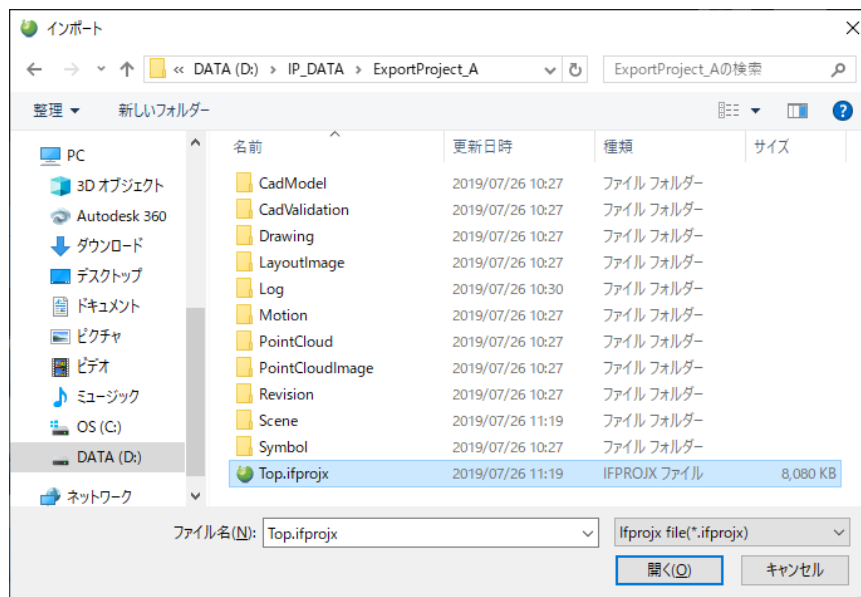 インポート
« DATA (D:) › IP_DATA › ExportProject_A
ExportProject_Aの検索
整理 新しいフォルダー
PC
3D オブジェクト
Autodesk 360
ダウンロード
デスクトップ
ドキュメント
ピクチャ
ビデオ
ミュージック
OS (C:)
DATA (D:)
ネットワーク
名前 更新日時 種類 サイズ
CadModel 2019/07/26 10:27 ファイル フォルダー
CadValidation 2019/07/26 10:27 ファイル フォルダー
Drawing 2019/07/26 10:27 ファイル フォルダー
LayoutImage 2019/07/26 10:27 ファイル フォルダー
Log 2019/07/26 10:30 ファイル フォルダー
Motion 2019/07/26 10:27 ファイル フォルダー
PointCloud 2019/07/26 10:27 ファイル フォルダー
PointCloudImage 2019/07/26 10:27 ファイル フォルダー
Revision 2019/07/26 10:27 ファイル フォルダー
Scene 2019/07/26 11:19 ファイル フォルダー
Symbol 2019/07/26 10:27 ファイル フォルダー
Top.ifprojx 2019/07/26 11:19 IFPROJX ファイル 8,080 KB
ファイル名(N): Top.ifprojx
Ifprojx file(*.ifprojx)
開く(O) キャンセル